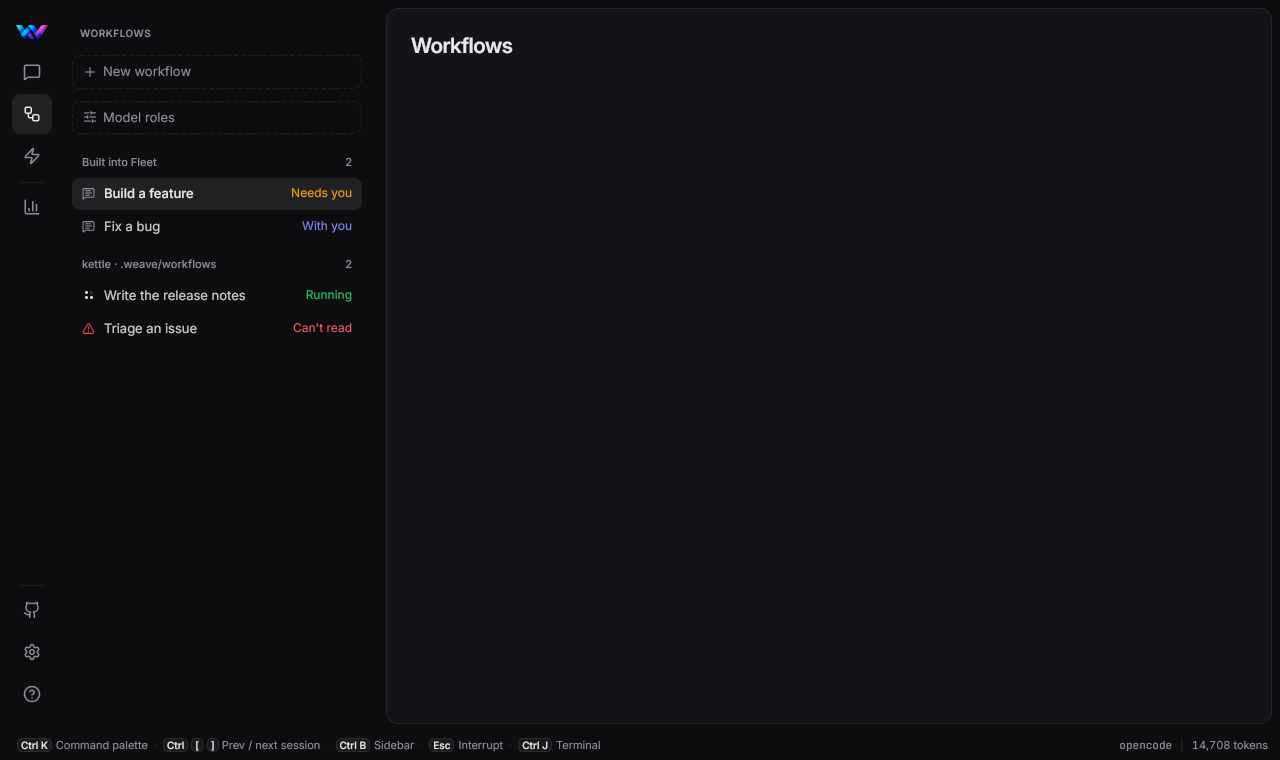 WORKFLOWS
New workflow
Model roles
Built into Fleet 2
Build a feature Needs you
Fix a bug With you
kettle · .weave/workflows 2
Write the release notes Running
Triage an issue Can't read
Workflows
Ctrl K Command palette · Ctrl [ ] Prev / next session · Ctrl B Sidebar · Esc Interrupt · Ctrl J Terminal
opencode 14,708 tokens